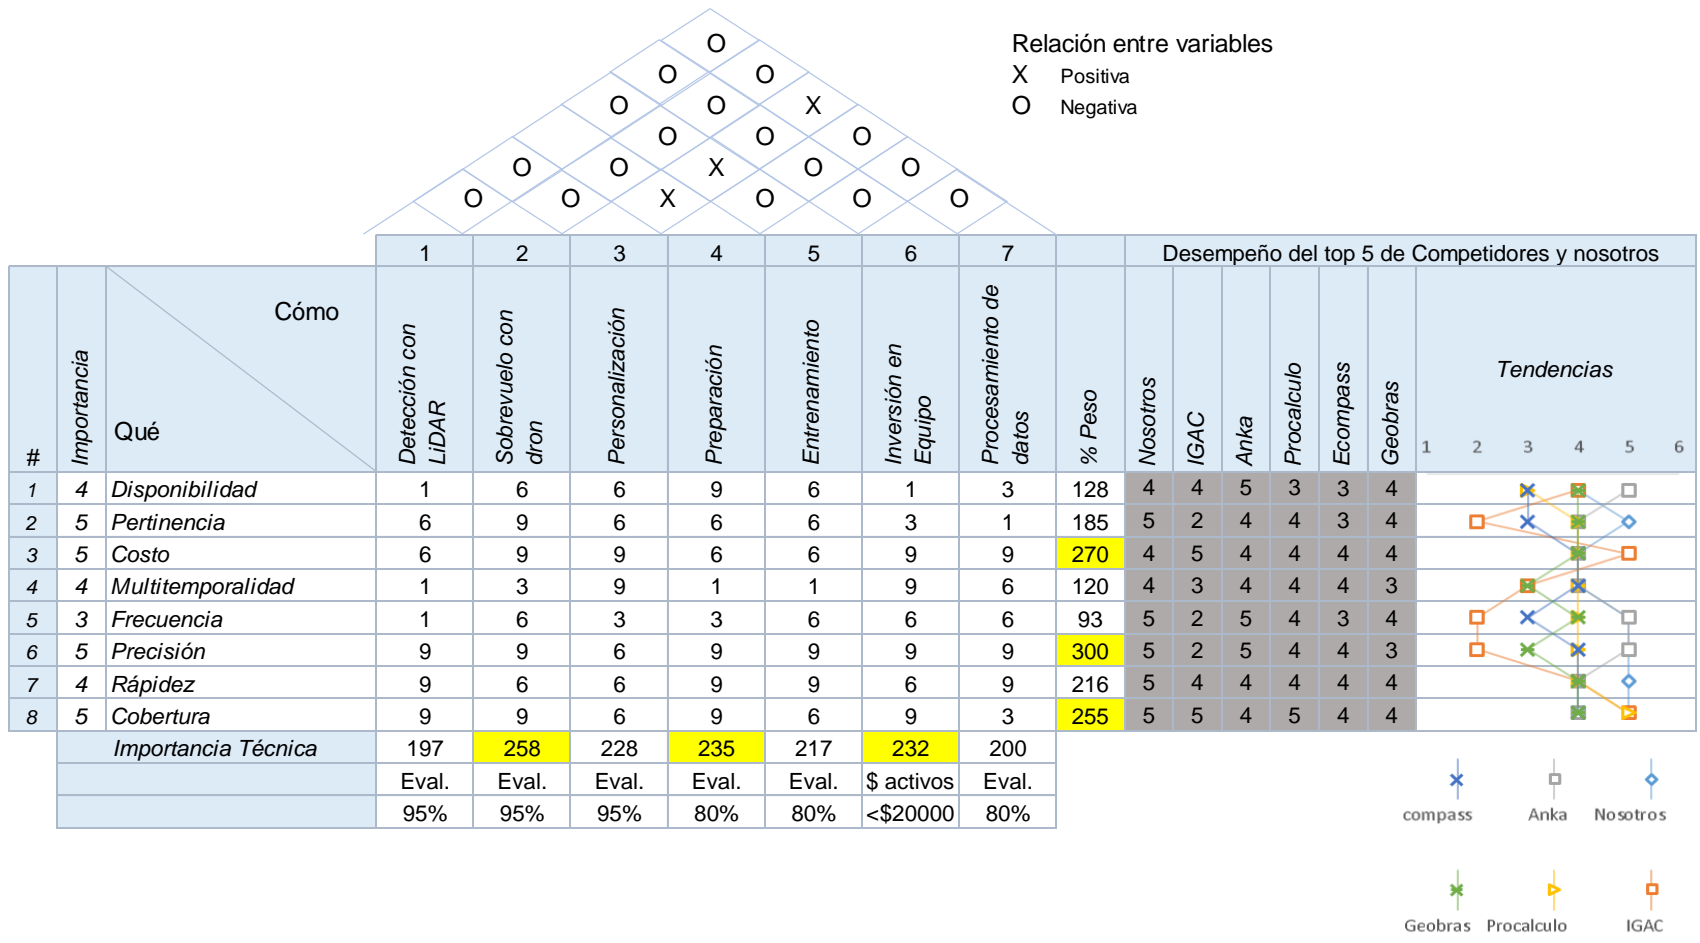 O
Relación entre variables
O O
X Positiva
O O X
O Negativa
O O O
O O X O O
O O X O O O
1 2 3 4 5 6 7 Desempeño del top 5 de Competidores y nosotros
# Importancia Qué Cómo Detección con LiDAR Sobrevuelo con dron Personalización Preparación Entrenamiento Inversión en Equipo Procesamiento de datos % Peso Nosotros IGAC Anka Procalculo Ecompass Geobras Tendencias
1 2 3 4 5 6
1 4 Disponibilidad 1 6 6 9 6 1 3 128 4 4 5 3 3 4
2 5 Pertinencia 6 9 6 6 6 3 1 185 5 2 4 4 3 4
3 5 Costo 6 9 9 6 6 9 9 270 4 5 4 4 4 4
4 4 Multitemporalidad 1 3 9 1 1 9 6 120 4 3 4 4 4 3
5 3 Frecuencia 1 6 3 3 6 6 6 93 5 2 5 4 3 4
6 5 Precisión 9 9 6 9 9 9 9 300 5 2 5 4 4 3
7 4 Rápidez 9 6 6 9 9 6 9 216 5 4 4 4 4 4
8 5 Cobertura 9 9 6 9 6 9 3 255 5 5 4 5 4 4
Importancia Técnica 197 258 228 235 217 232 200
Eval. Eval. Eval. Eval. Eval. $ activos Eval.
95% 95% 95% 80% 80% <$20000 80%
compass Anka Nosotros
Geobras Procalculo IGAC